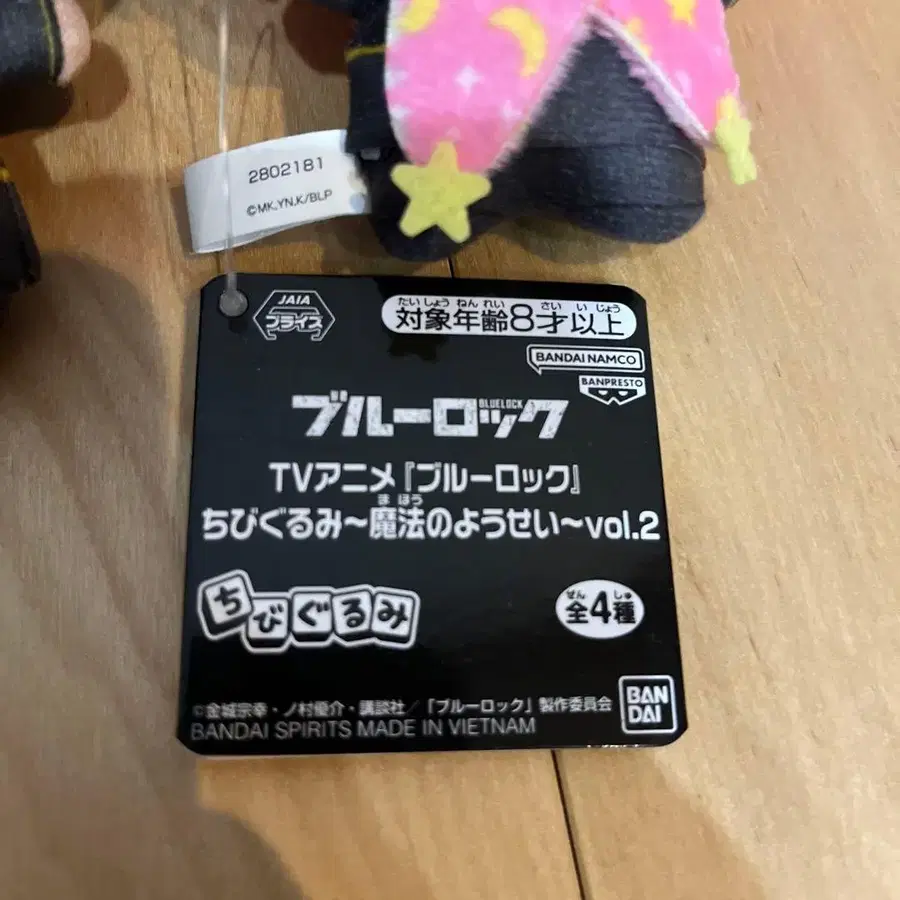 2802181
©MK,YN,K/BLP
JAIA
プライズ
たいしょうねんれい さい いじょう
対象年齢8才以上
BANDAI NAMCO
BANPRESTO
BLUELOCK
ブルーロック
TVアニメ『ブルーロック』
まほう
ちびぐるみ～魔法のようせい～vol.2
ちびぐるみ
ぜん しゅ
全4種
©金城宗幸・ノ村優介・講談社/「ブルーロック」製作委員会
BANDAI SPIRITS MADE IN VIETNAM
BAN
DAI